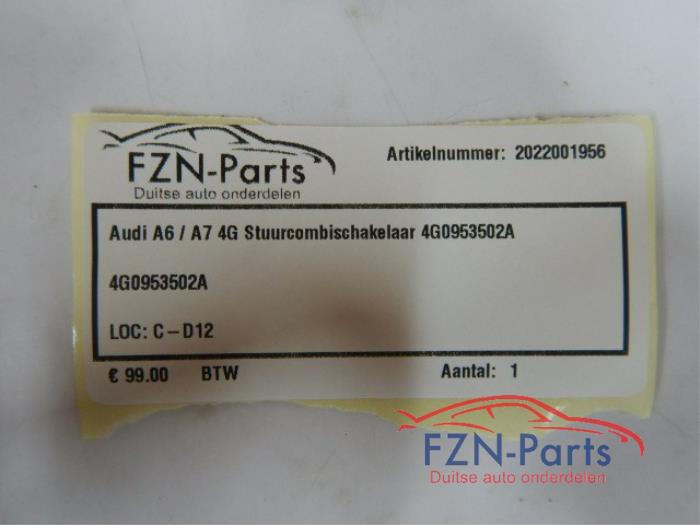 FZN-Parts
Duitse auto onderdelen
Artikelnummer: 2022001956
Audi A6 / A7 4G Stuurcombischakelaar 4G0953502A
4G0953502A
LOC: C-D12
€ 99.00 BTW Aantal: 1
FZN-Parts
Duitse auto onderdelen